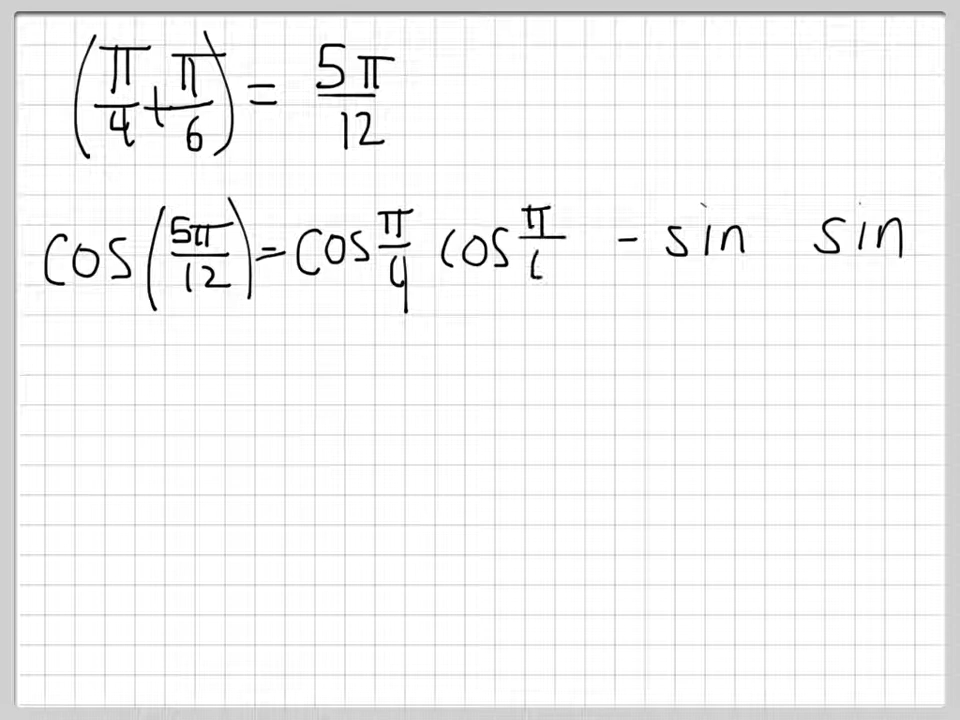 (π/4 + π/6) = 5π/12
cos(5π/12) = cos π/4 cos π/6 - sin sin